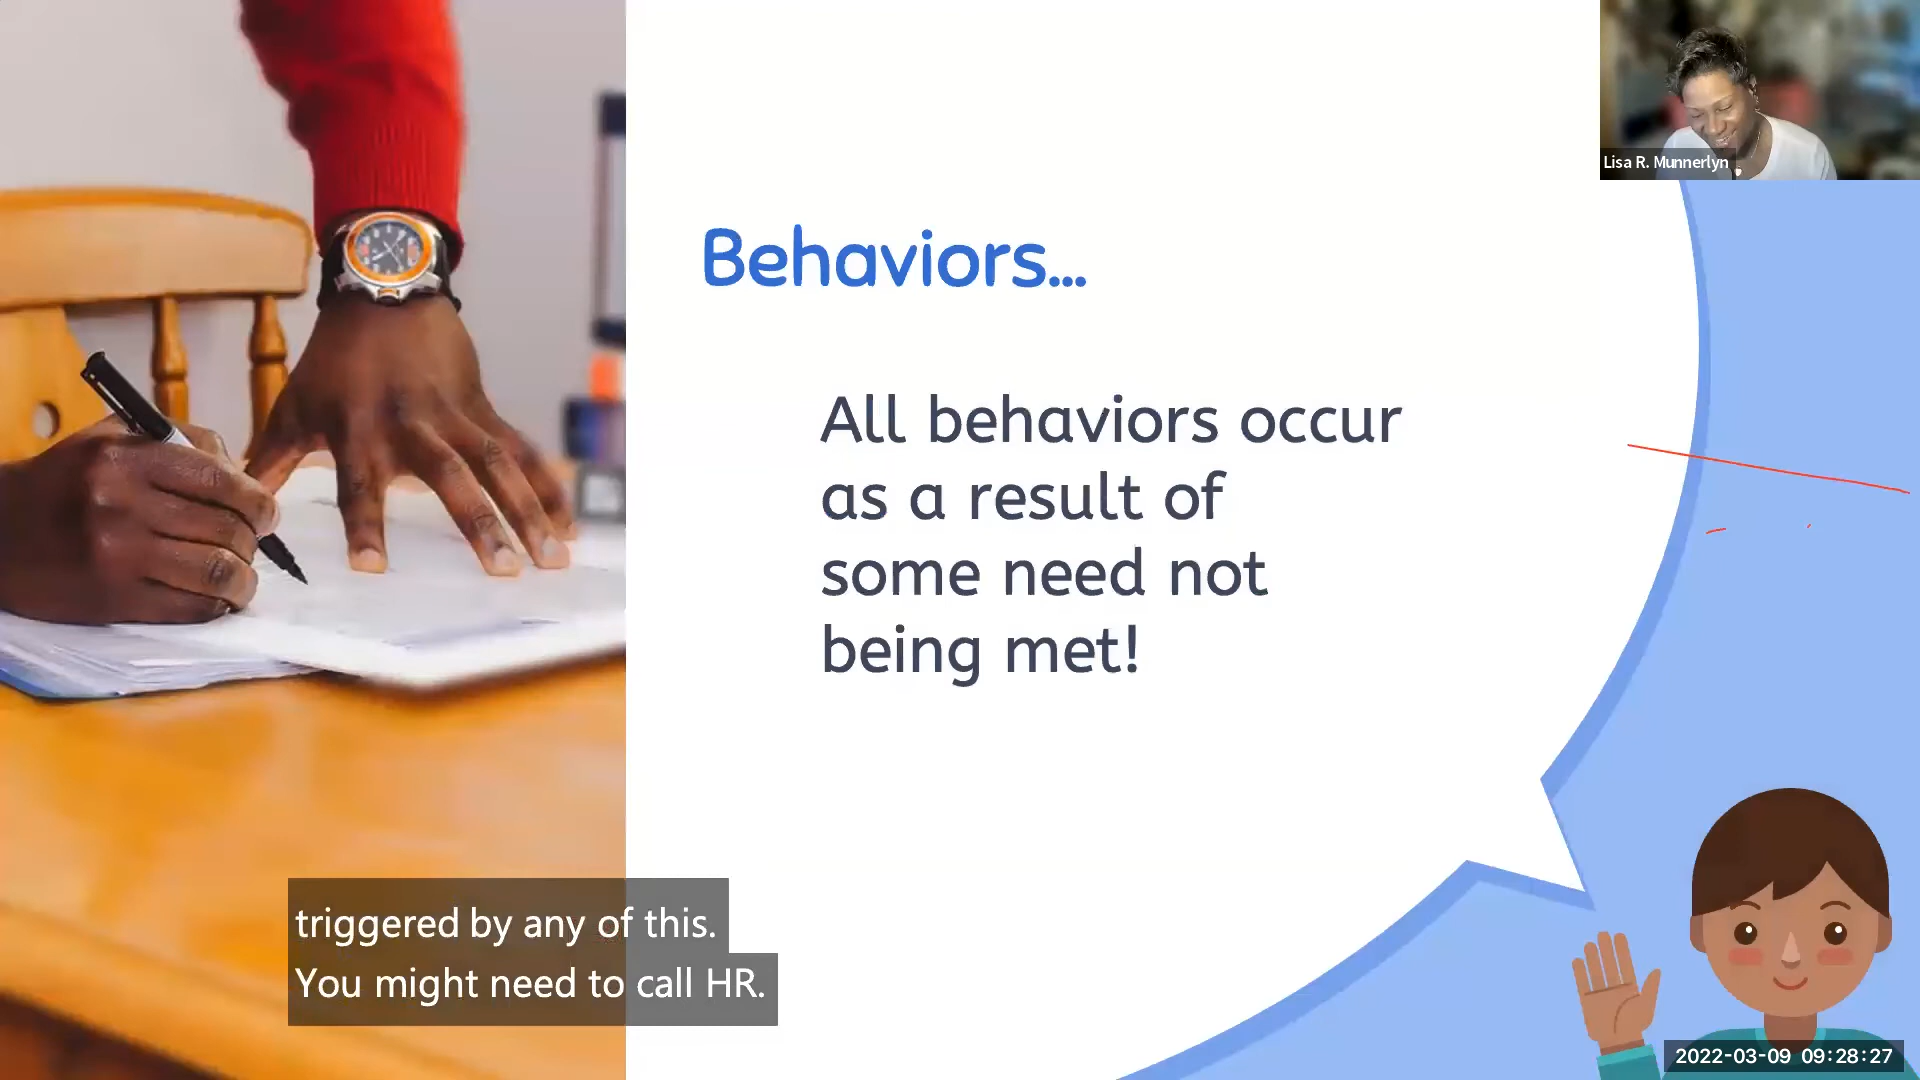 Lisa R. Munnerlyn
Behaviors...
All behaviors occur
as a result of
some need not
being met!
triggered by any of this.
You might need to call HR.
2022-03-09 09:28:27